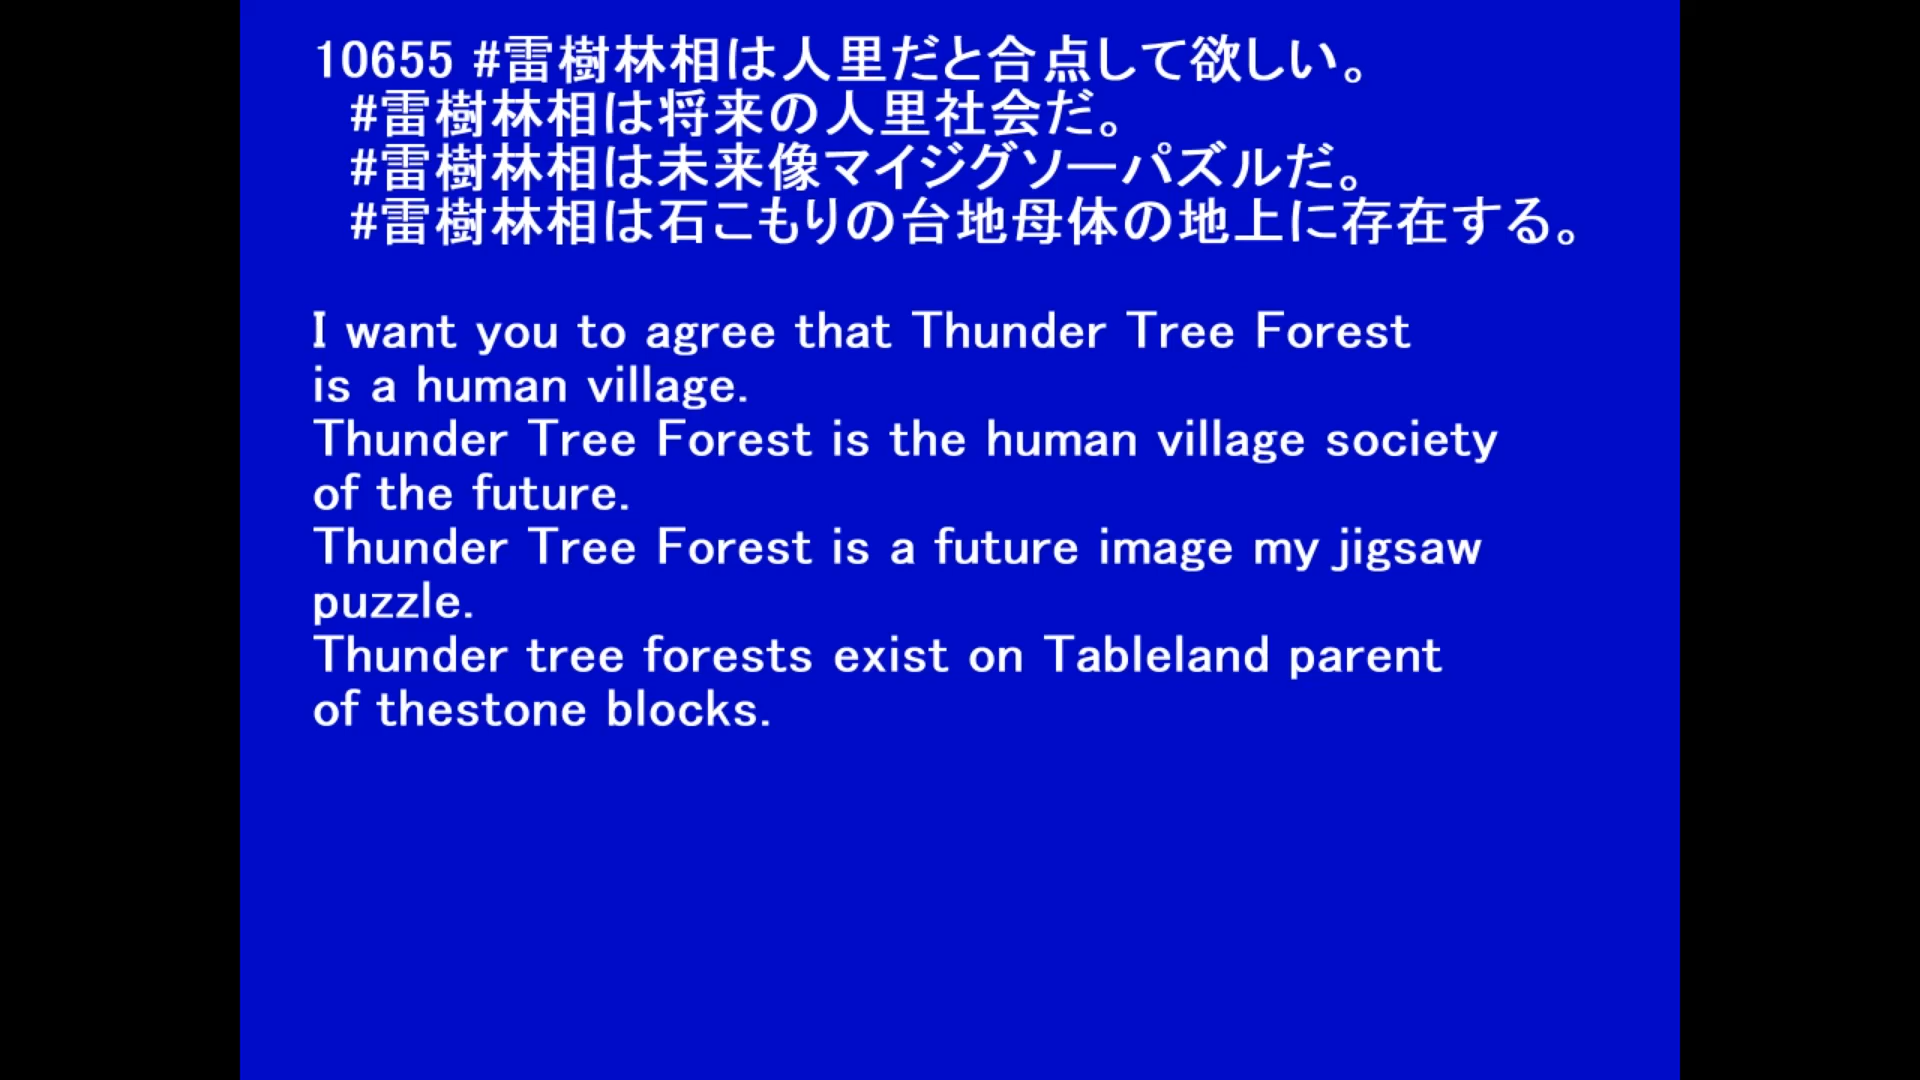 10655 #雷樹林相は人里だと合点して欲しい。
#雷樹林相は将来の人里社会だ。
#雷樹林相は未来像マイジグソーパズルだ。
#雷樹林相は石こもりの台地母体の地上に存在する。
I want you to agree that Thunder Tree Forest
is a human village.
Thunder Tree Forest is the human village society
of the future.
Thunder Tree Forest is a future image my jigsaw
puzzle.
Thunder tree forests exist on Tableland parent
of thestone blocks.